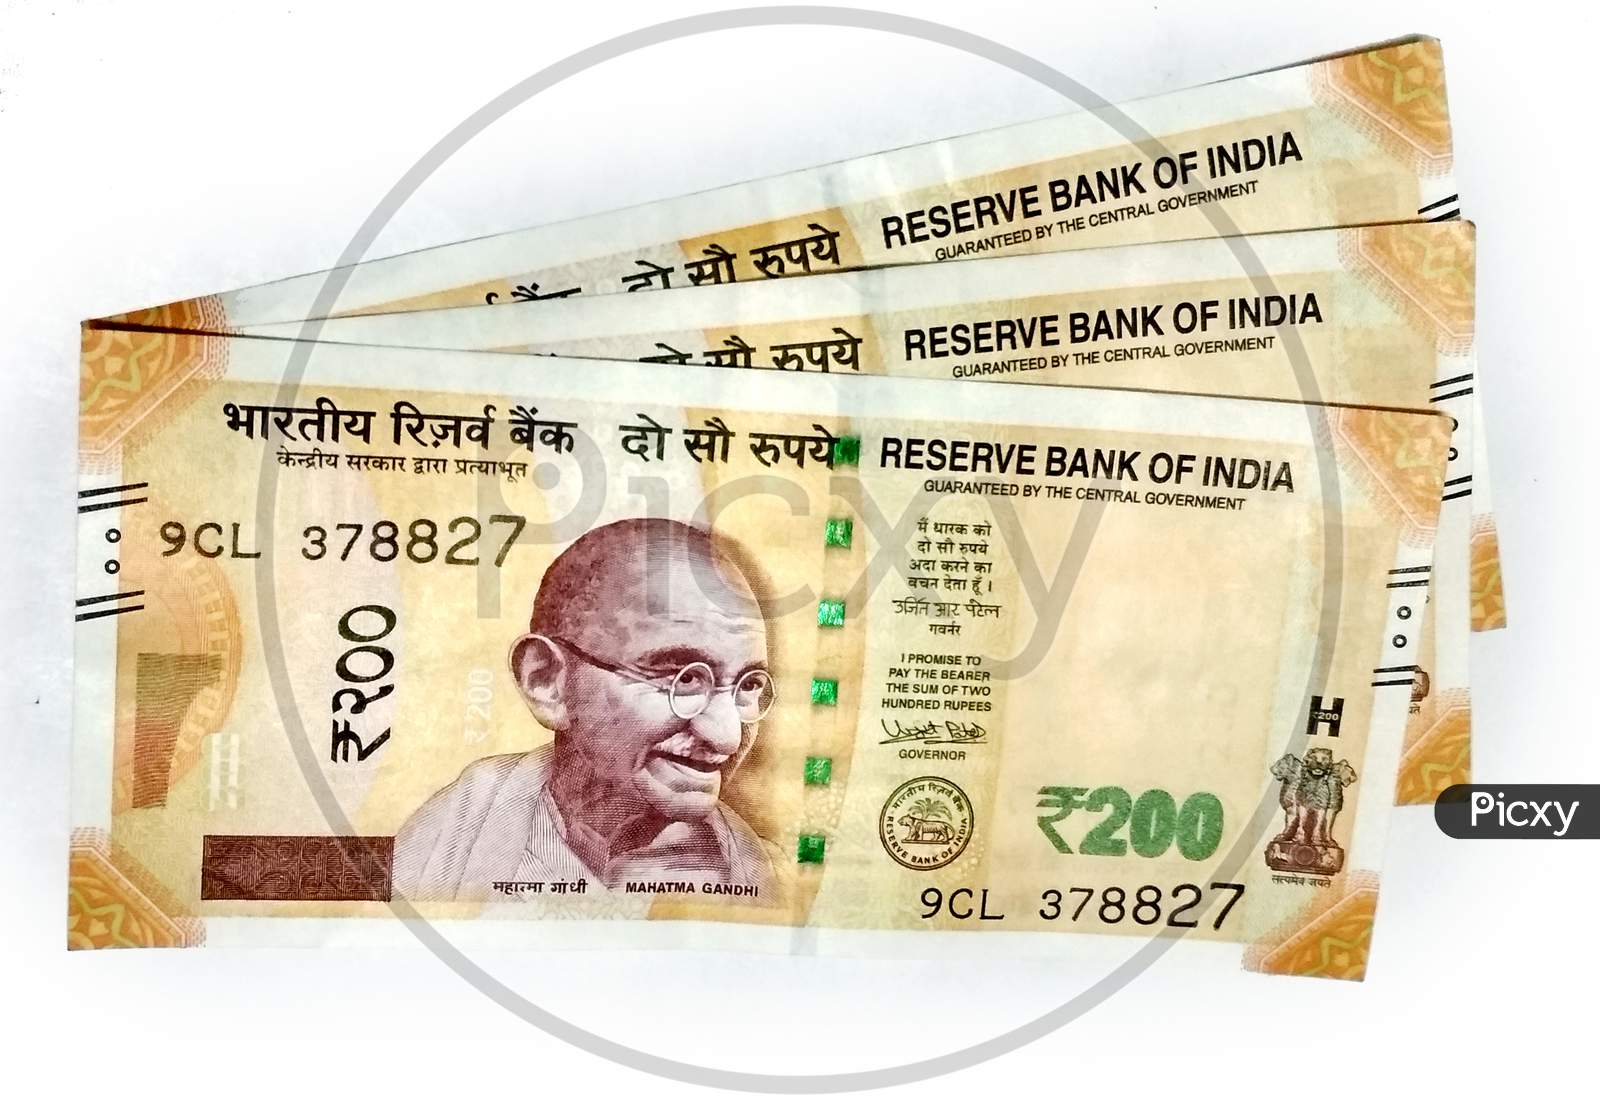 RESERVE BANK OF INDIA
GUARANTEED BY THE CENTRAL GOVERNMENT
बैंक दो सौ रुपये
RESERVE BANK OF INDIA
GUARANTEED BY THE CENTRAL GOVERNMENT
दो सौ रुपये
भारतीय रिज़र्व बैंक दो सौ रुपये
केन्द्रीय सरकार द्वारा प्रत्याभूत
RESERVE BANK OF INDIA
GUARANTEED BY THE CENTRAL GOVERNMENT
9CL 378827
मैं धारक को
दो सौ रुपये
अदा करने का
वचन देता हूँ ।
उर्जित आर पटेल
गवर्नर
₹२००
₹200
I PROMISE TO
PAY THE BEARER
THE SUM OF TWO
HUNDRED RUPEES
Urjit Patel
GOVERNOR
₹200
भारतीय रिज़र्व बैंक
RESERVE BANK OF INDIA
₹200
सत्यमेव जयते
महात्मा गांधी MAHATMA GANDHI
9CL 378827
Picxy
Picxy